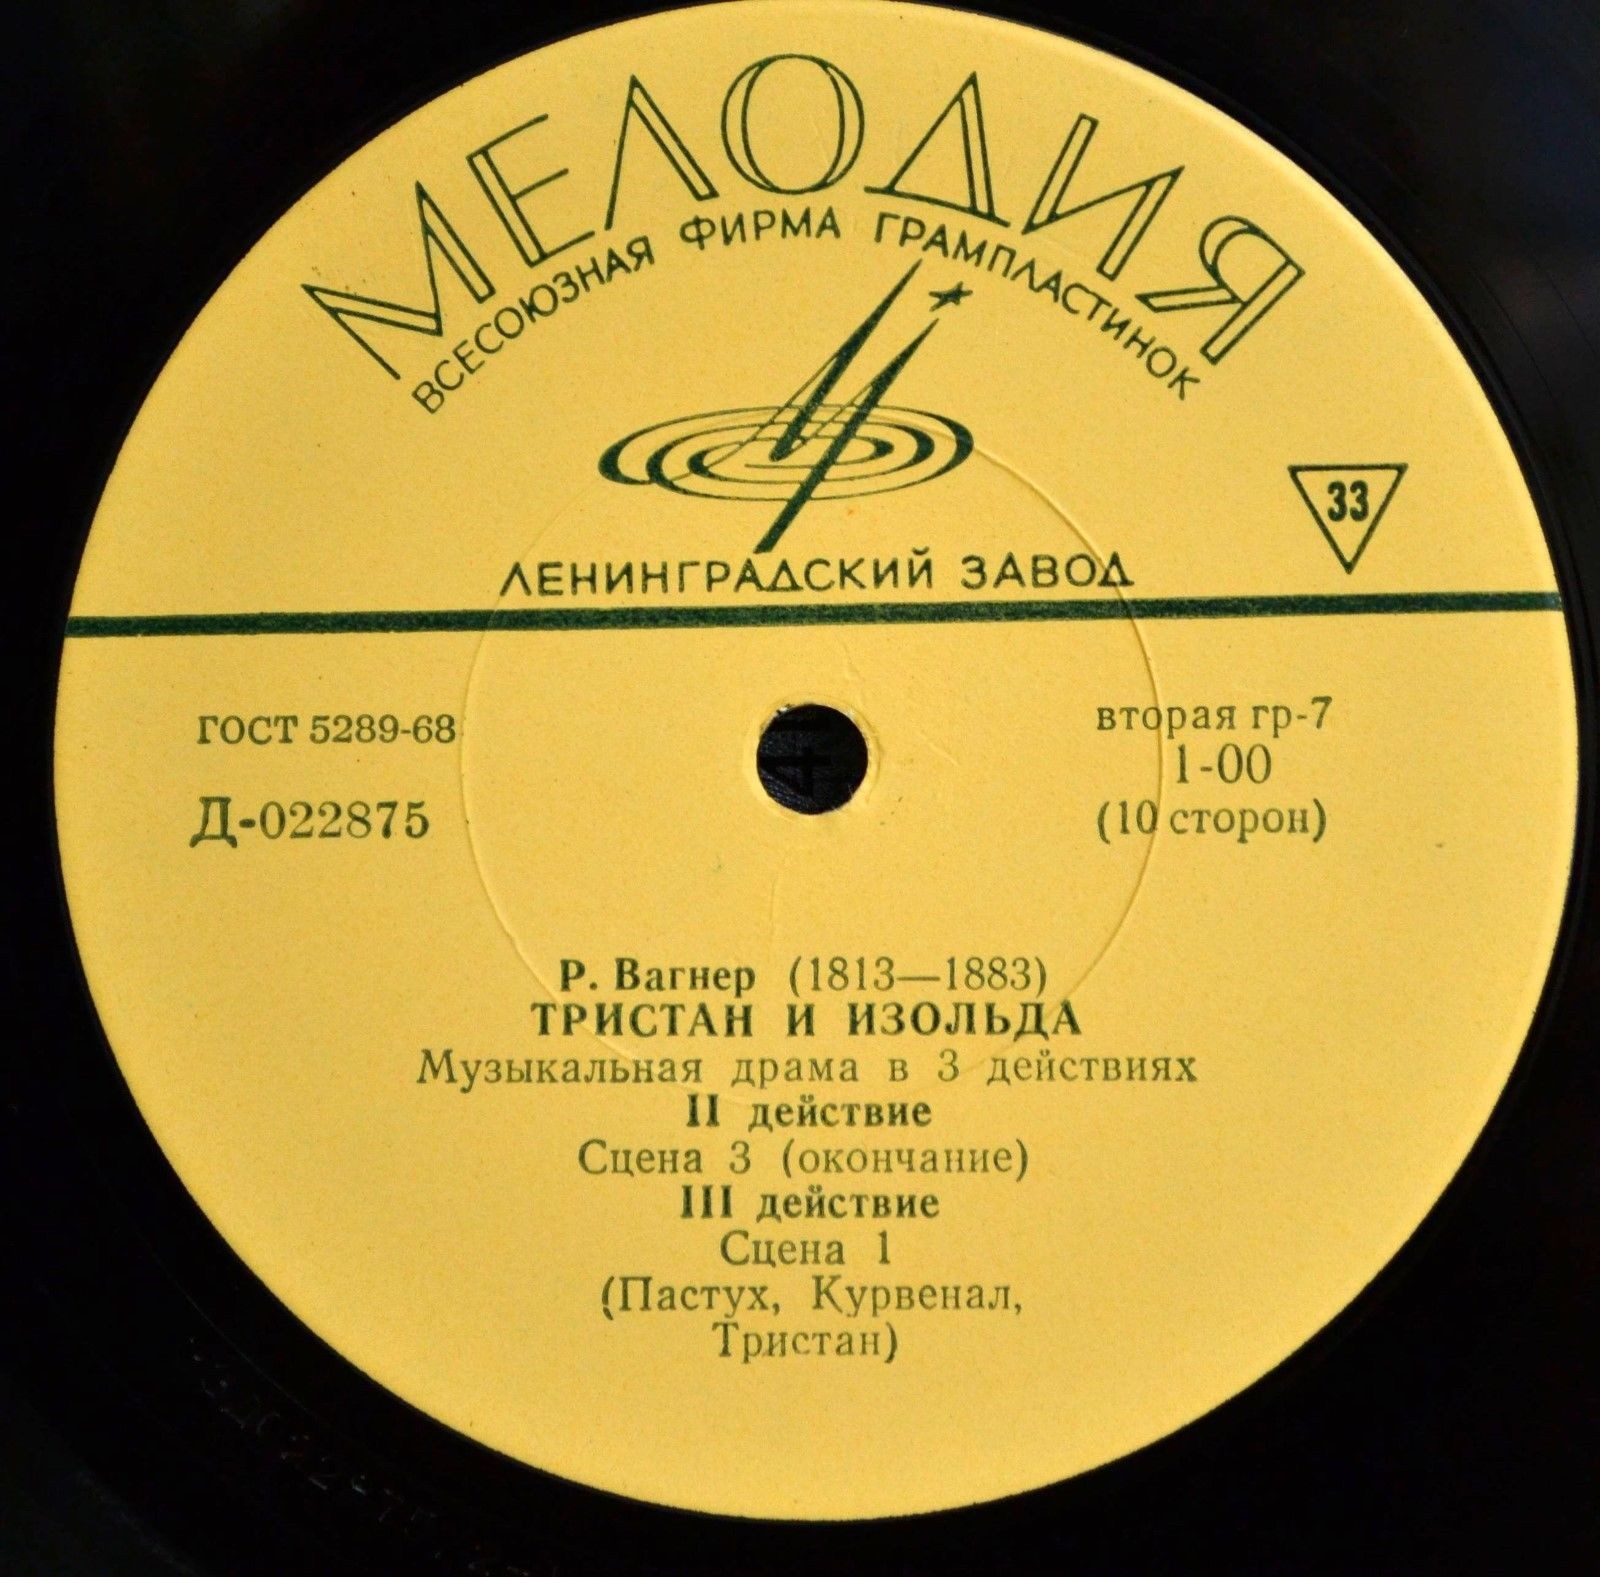 МЕЛОДИЯ
ВСЕСОЮЗНАЯ ФИРМА ГРАМПЛАСТИНОК
33
ЛЕНИНГРАДСКИЙ ЗАВОД
ГОСТ 5289-68
Д-022875
вторая гр-7
1-00
(10 сторон)
Р. Вагнер (1813—1883)
ТРИСТАН И ИЗОЛЬДА
Музыкальная драма в 3 действиях
II действие
Сцена 3 (окончание)
III действие
Сцена 1
(Пастух, Курвенал,
Тристан)